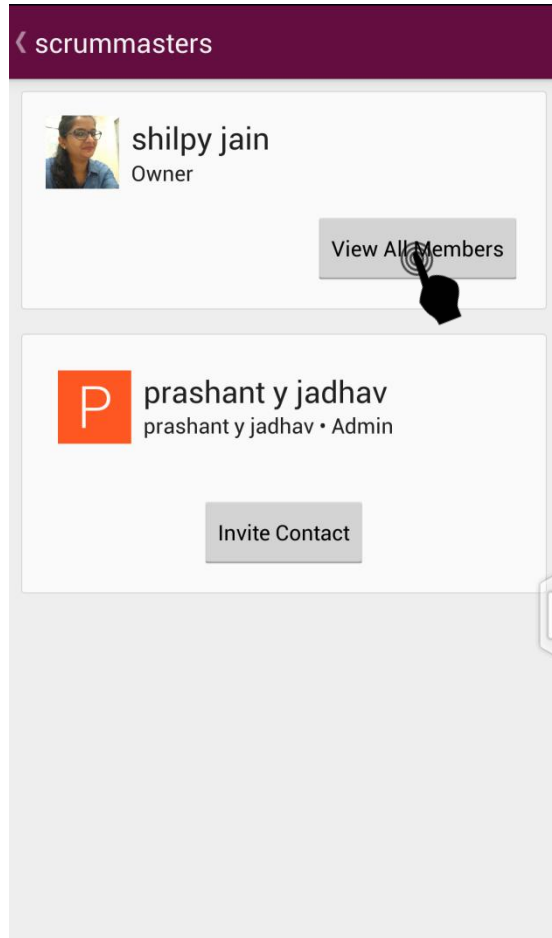 scrummasters
shilpy jain
Owner
View All Members
P
prashant y jadhav
prashant y jadhav • Admin
Invite Contact